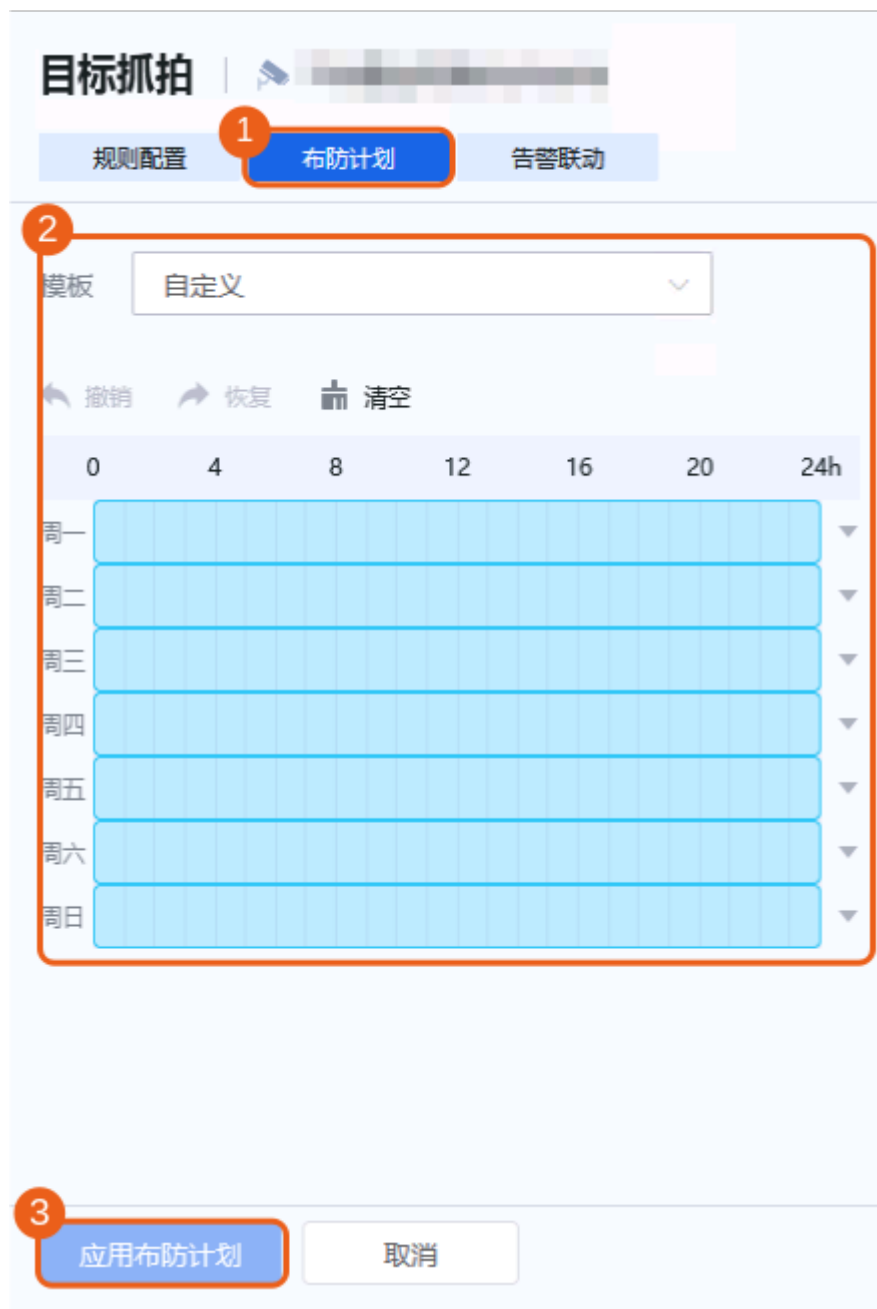 目标抓拍
1
规则配置 布防计划 告警联动
2
模板 自定义
撤销 恢复 清空
0 4 8 12 16 20 24h
周一
周二
周三
周四
周五
周六
周日
3
应用布防计划 取消